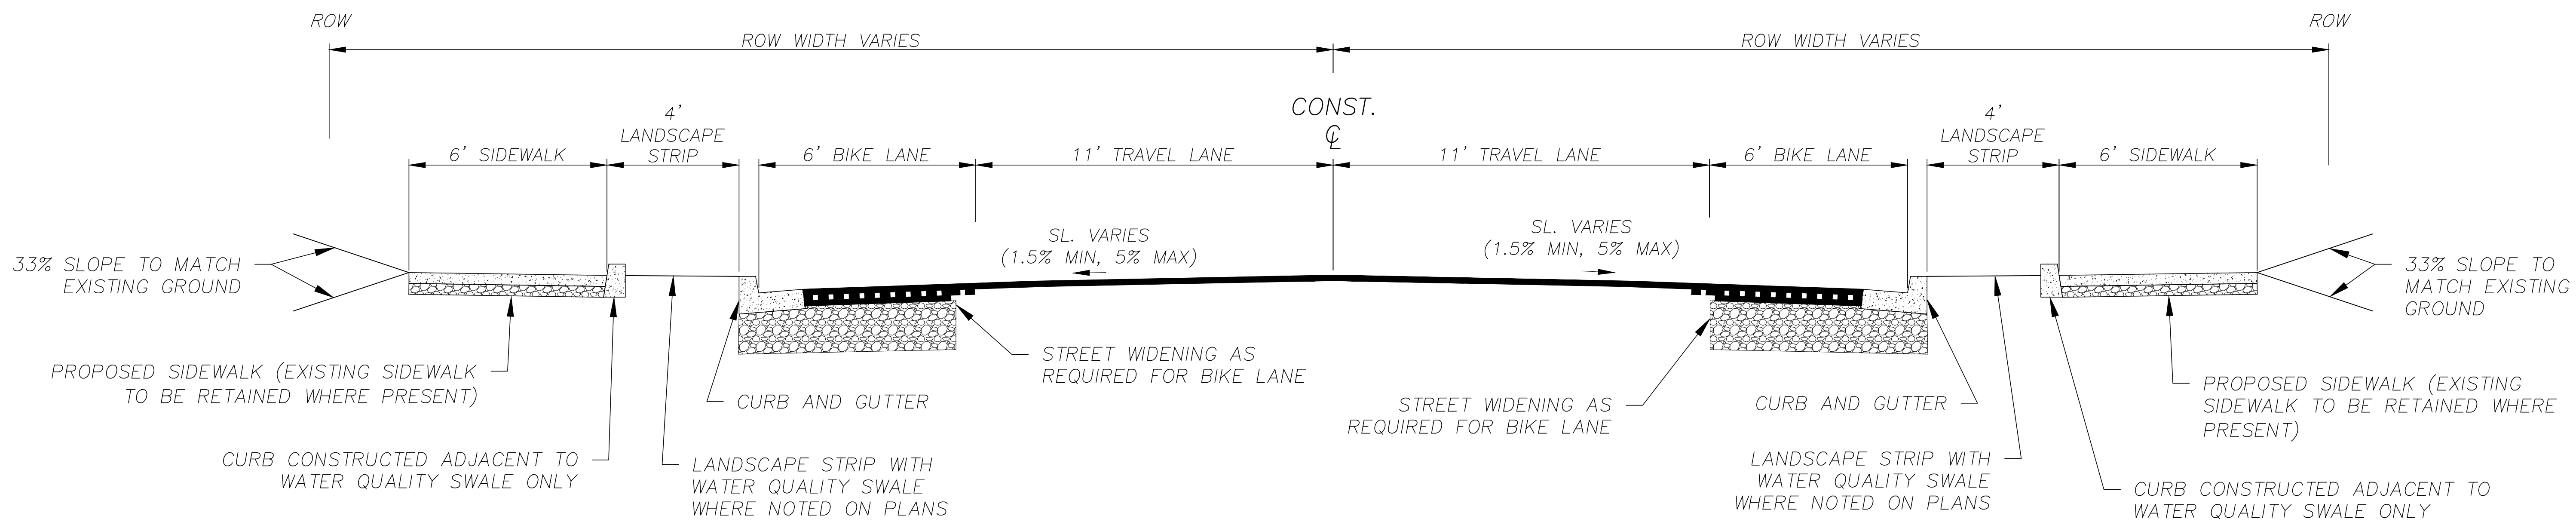 ROW
ROW
ROW WIDTH VARIES
ROW WIDTH VARIES
CONST.
℄
4'
LANDSCAPE
STRIP
4'
LANDSCAPE
STRIP
6' SIDEWALK
6' BIKE LANE
11' TRAVEL LANE
11' TRAVEL LANE
6' BIKE LANE
6' SIDEWALK
SL. VARIES
(1.5% MIN, 5% MAX)
SL. VARIES
(1.5% MIN, 5% MAX)
33% SLOPE TO MATCH
EXISTING GROUND
33% SLOPE TO
MATCH EXISTING
GROUND
PROPOSED SIDEWALK (EXISTING SIDEWALK
TO BE RETAINED WHERE PRESENT)
CURB CONSTRUCTED ADJACENT TO
WATER QUALITY SWALE ONLY
CURB AND GUTTER
LANDSCAPE STRIP WITH
WATER QUALITY SWALE
WHERE NOTED ON PLANS
STREET WIDENING AS
REQUIRED FOR BIKE LANE
STREET WIDENING AS
REQUIRED FOR BIKE LANE
CURB AND GUTTER
LANDSCAPE STRIP WITH
WATER QUALITY SWALE
WHERE NOTED ON PLANS
PROPOSED SIDEWALK (EXISTING
SIDEWALK TO BE RETAINED WHERE
PRESENT)
CURB CONSTRUCTED ADJACENT TO
WATER QUALITY SWALE ONLY